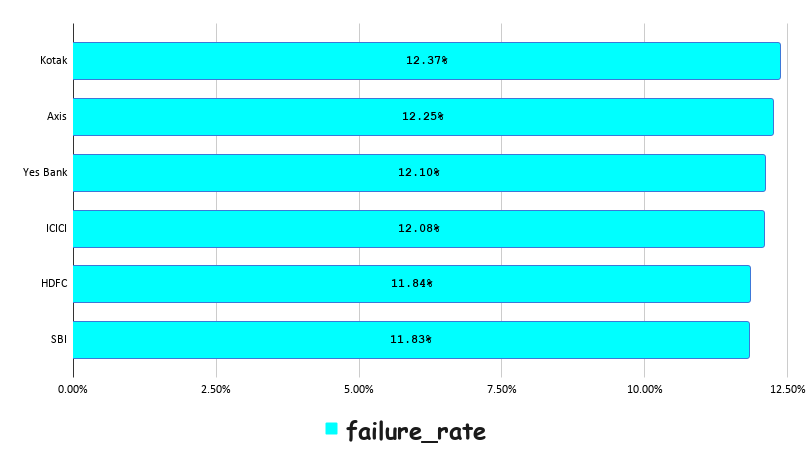 Kotak 12.37%
Axis 12.25%
Yes Bank 12.10%
ICICI 12.08%
HDFC 11.84%
SBI 11.83%
0.00% 2.50% 5.00% 7.50% 10.00% 12.50%
failure_rate